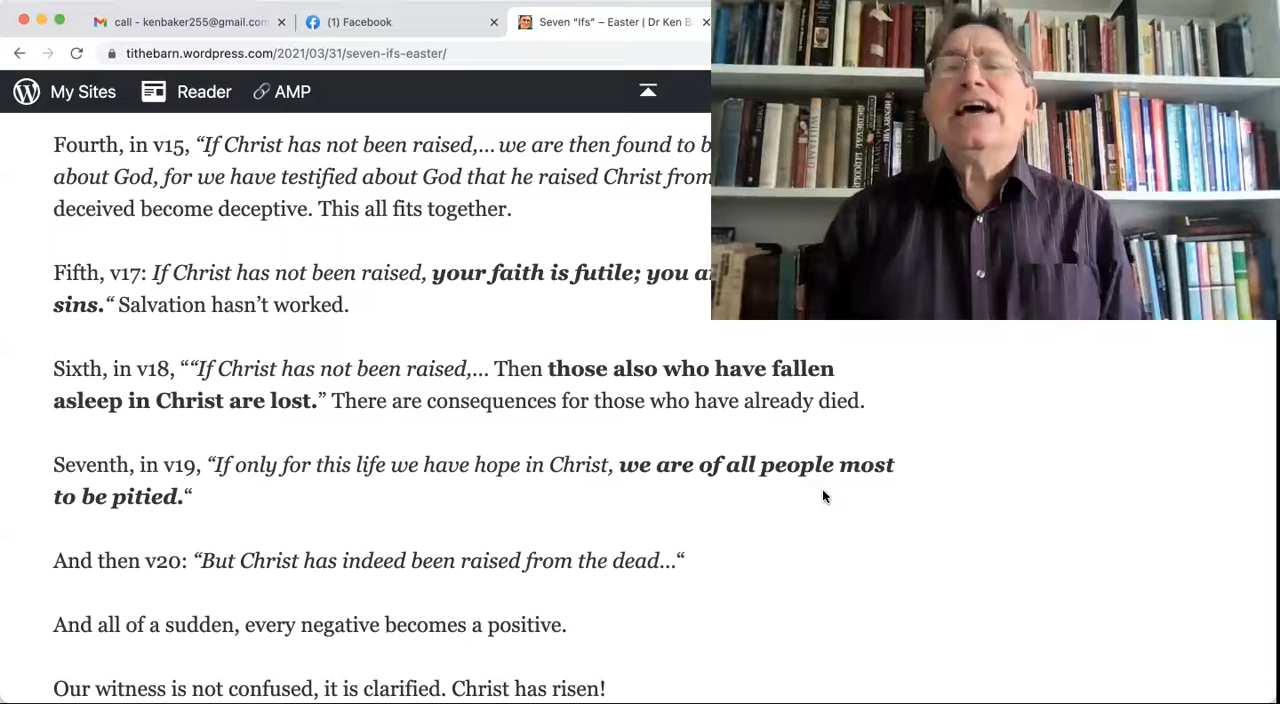 call - kenbaker255@gmail.com
(1) Facebook
Seven “Ifs” – Easter | Dr Ken B
tithebarn.wordpress.com/2021/03/31/seven-ifs-easter/
My Sites
Reader
AMP
Fourth, in v15, “If Christ has not been raised,… we are then found to b
about God, for we have testified about God that he raised Christ from
deceived become deceptive. This all fits together.
Fifth, v17: If Christ has not been raised, your faith is futile; you a
sins.“ Salvation hasn’t worked.
Sixth, in v18, ““If Christ has not been raised,… Then those also who have fallen
asleep in Christ are lost.” There are consequences for those who have already died.
Seventh, in v19, “If only for this life we have hope in Christ, we are of all people most
to be pitied.“
And then v20: “But Christ has indeed been raised from the dead…“
And all of a sudden, every negative becomes a positive.
Our witness is not confused, it is clarified. Christ has risen!
HENRY VIII